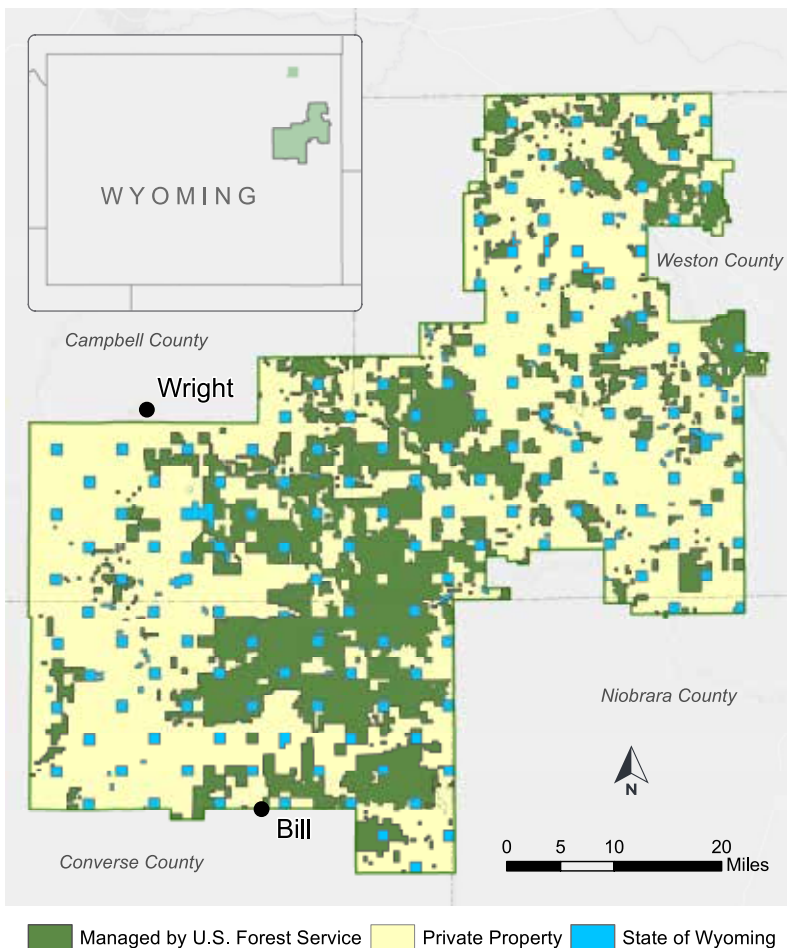 WYOMING
Weston County
Campbell County
Wright
Niobrara County
N
Bill
Converse County
0 5 10 20
Miles
Managed by U.S. Forest Service Private Property State of Wyoming